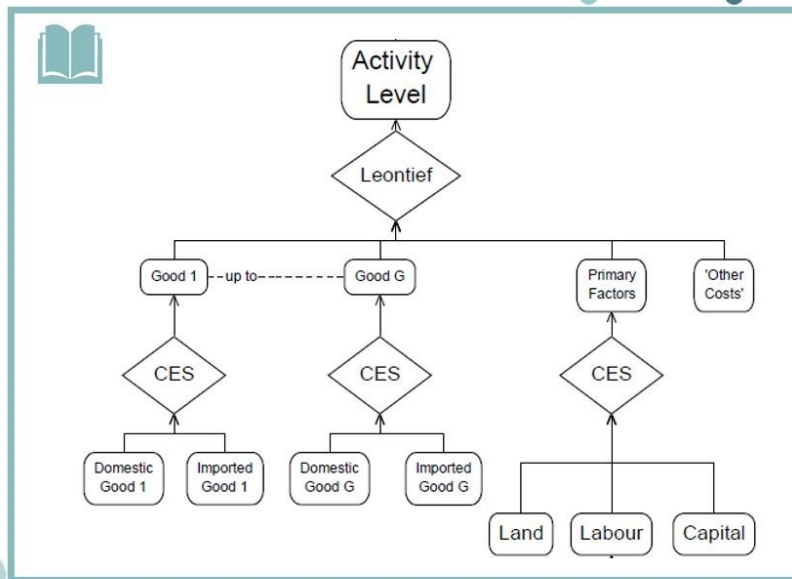 Activity
Level
Leontief
Good 1
up to
Good G
Primary
Factors
'Other
Costs'
CES
CES
CES
Domestic
Good 1
Imported
Good 1
Domestic
Good G
Imported
Good G
Land
Labour
Capital